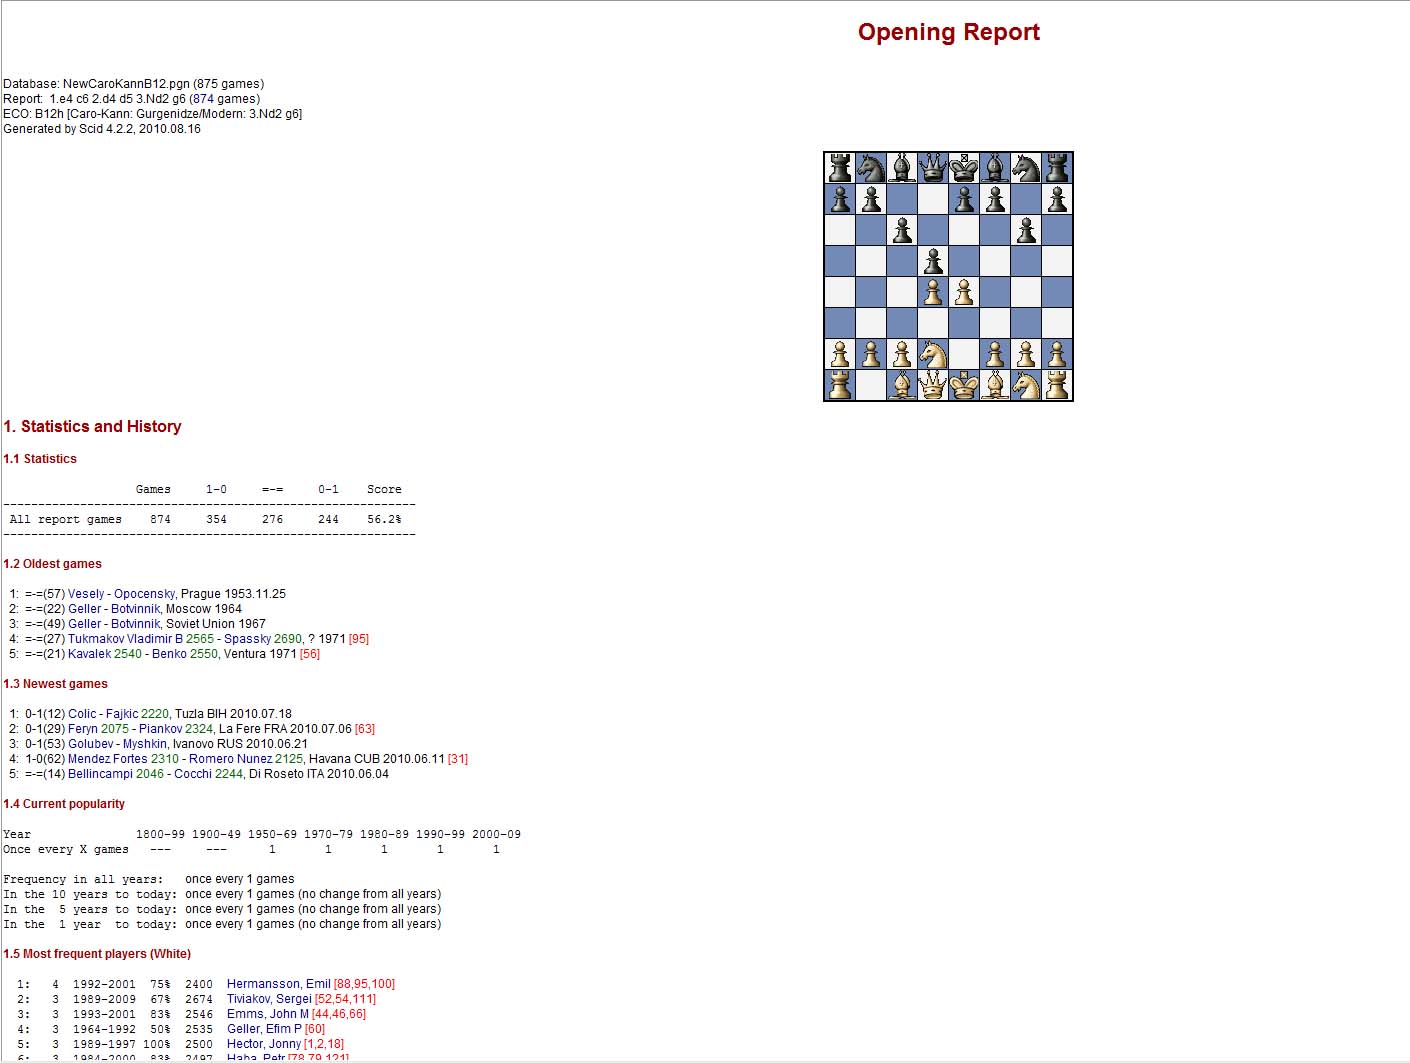 Opening Report
Database: NewCaroKannB12.pgn (875 games)
Report: 1.e4 c6 2.d4 d5 3.Nd2 g6 (874 games)
ECO: B12h [Caro-Kann: Gurgenidze/Modern: 3.Nd2 g6]
Generated by Scid 4.2.2, 2010.08.16
1. Statistics and History
1.1 Statistics
Games 1-0 =-= 0-1 Score
----------------------------------------------------------
All report games 874 354 276 244 56.2%
----------------------------------------------------------
1.2 Oldest games
1: =-=(57) Vesely - Opocensky, Prague 1953.11.25
2: =-=(22) Geller - Botvinnik, Moscow 1964
3: =-=(49) Geller - Botvinnik, Soviet Union 1967
4: =-=(27) Tukmakov Vladimir B 2565 - Spassky 2690, ? 1971 [95]
5: =-=(21) Kavalek 2540 - Benko 2550, Ventura 1971 [56]
1.3 Newest games
1: 0-1(12) Colic - Fajkic 2220, Tuzla BIH 2010.07.18
2: 0-1(29) Feryn 2075 - Piankov 2324, La Fere FRA 2010.07.06 [63]
3: 0-1(53) Golubev - Myshkin, Ivanovo RUS 2010.06.21
4: 1-0(62) Mendez Fortes 2310 - Romero Nunez 2125, Havana CUB 2010.06.11 [31]
5: =-=(14) Bellincampi 2046 - Cocchi 2244, Di Roseto ITA 2010.06.04
1.4 Current popularity
Year 1800-99 1900-49 1950-69 1970-79 1980-89 1990-99 2000-09
Once every X games --- --- 1 1 1 1 1
Frequency in all years: once every 1 games
In the 10 years to today: once every 1 games (no change from all years)
In the 5 years to today: once every 1 games (no change from all years)
In the 1 year to today: once every 1 games (no change from all years)
1.5 Most frequent players (White)
1: 4 1992-2001 75% 2400 Hermansson, Emil [88,95,100]
2: 3 1989-2009 67% 2674 Tiviakov, Sergei [52,54,111]
3: 3 1993-2001 83% 2546 Emms, John M [44,46,66]
4: 3 1964-1992 50% 2535 Geller, Efim P [60]
5: 3 1989-1997 100% 2500 Hector, Jonny [1,2,18]
6: 3 1984-2000 83% 2497 Haba, Petr [78,79,121]